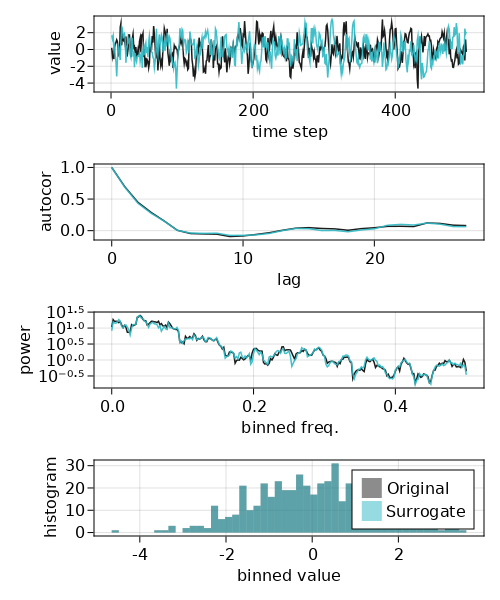 value
2
0
-2
-4
0 200 400
time step
autocor
1.0
0.5
0.0
0 10 20
lag
power
10^1.5
10^1.0
10^0.5
10^0.0
10^-0.5
0.0 0.2 0.4
binned freq.
histogram
30
20
10
0
Original
Surrogate
-4 -2 0 2
binned value